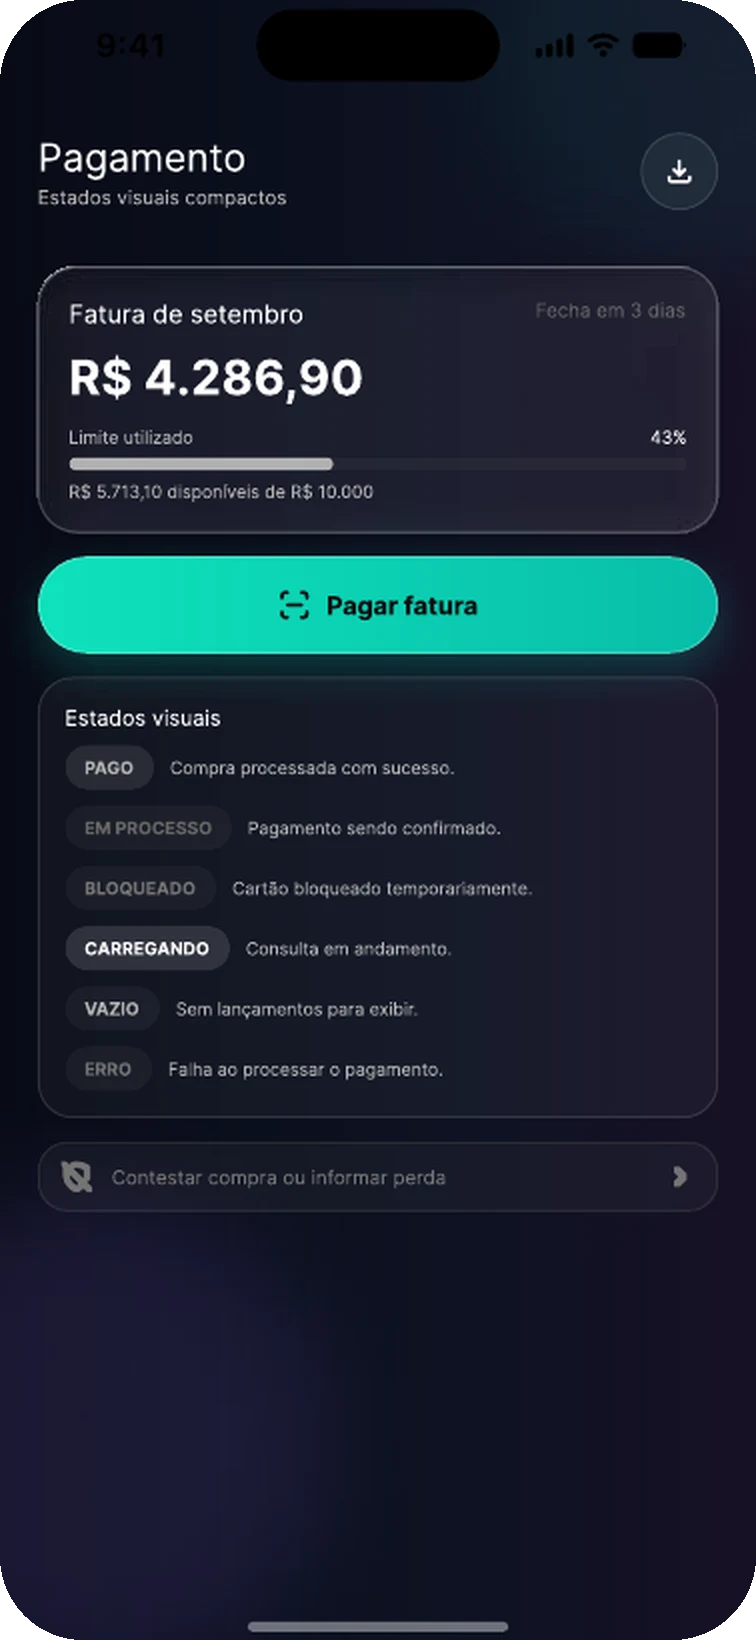 9:41
Pagamento
Estados visuais compactos
Fatura de setembro
Fecha em 3 dias
R$ 4.286,90
Limite utilizado
43%
R$ 5.713,10 disponíveis de R$ 10.000
Pagar fatura
Estados visuais
PAGO Compra processada com sucesso.
EM PROCESSO Pagamento sendo confirmado.
BLOQUEADO Cartão bloqueado temporariamente.
CARREGANDO Consulta em andamento.
VAZIO Sem lançamentos para exibir.
ERRO Falha ao processar o pagamento.
Contestar compra ou informar perda